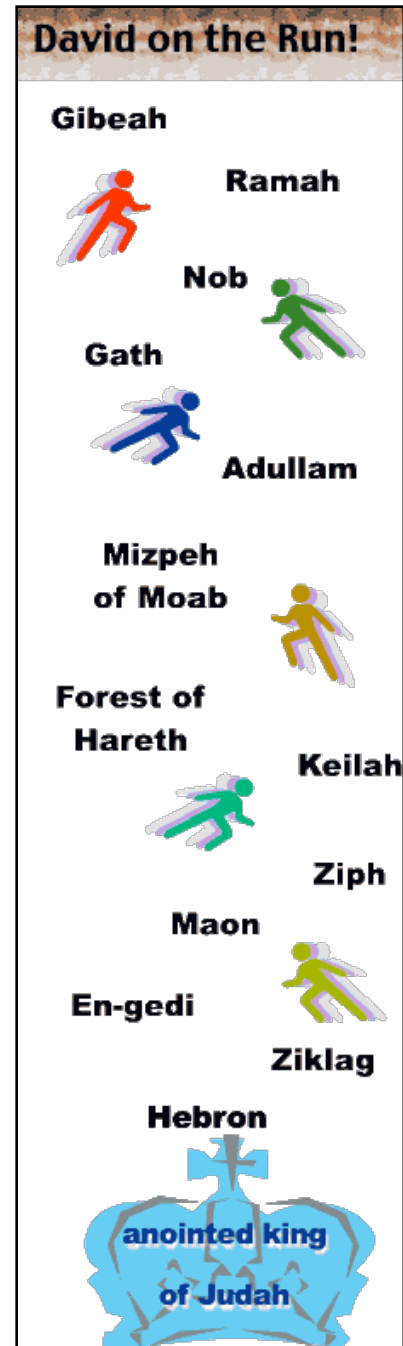 David on the Run!
Gibeah
Ramah
Nob
Gath
Adullam
Mizpeh
of Moab
Forest of
Hareth
Keilah
Ziph
Maon
En-gedi
Ziklag
Hebron
anointed king
of Judah